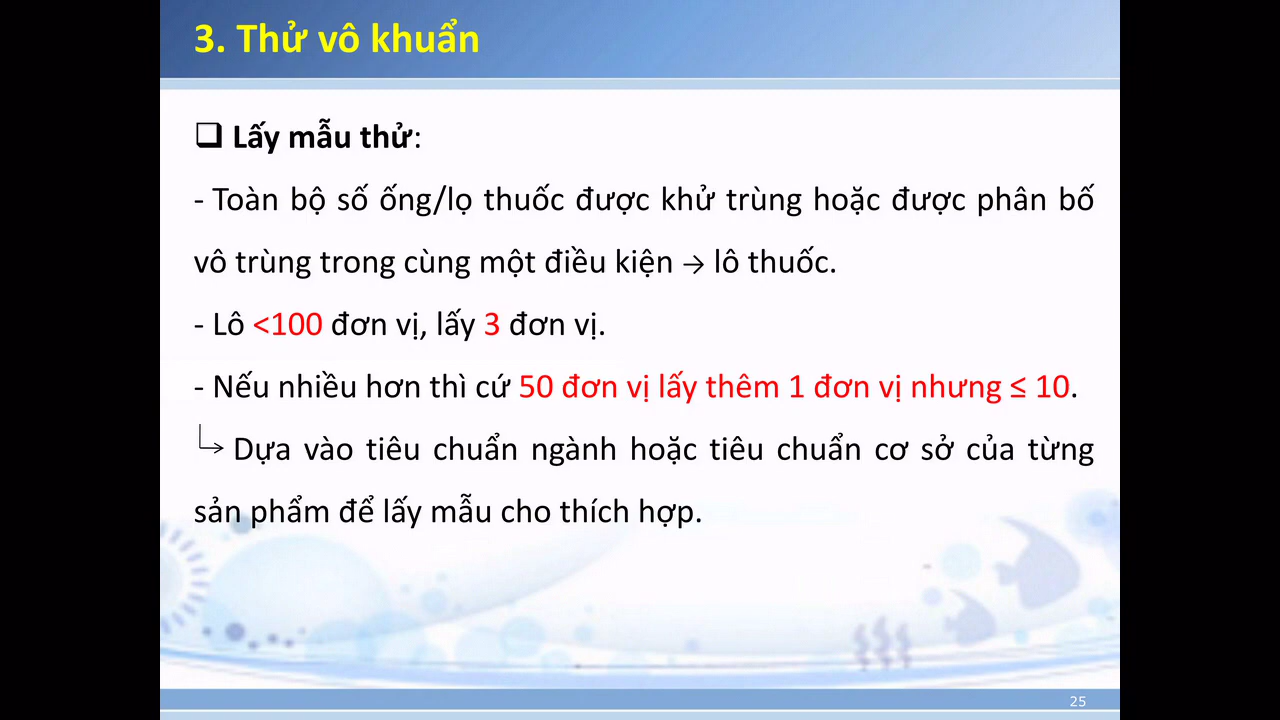 3. Thử vô khuẩn
❑ Lấy mẫu thử:
- Toàn bộ số ống/lọ thuốc được khử trùng hoặc được phân bố
vô trùng trong cùng một điều kiện → lô thuốc.
- Lô <100 đơn vị, lấy 3 đơn vị.
- Nếu nhiều hơn thì cứ 50 đơn vị lấy thêm 1 đơn vị nhưng ≤ 10.
Dựa vào tiêu chuẩn ngành hoặc tiêu chuẩn cơ sở của từng
sản phẩm để lấy mẫu cho thích hợp.
25